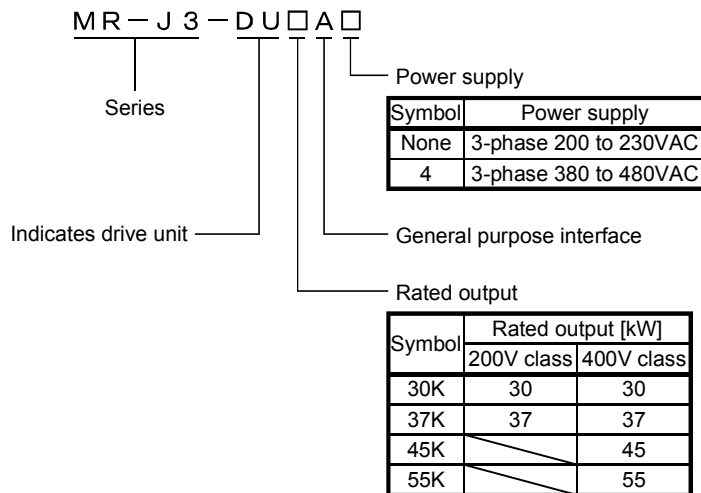 MR-J3-DU□A□
Power supply
Series
Symbol Power supply
None 3-phase 200 to 230VAC
4 3-phase 380 to 480VAC
Indicates drive unit
General purpose interface
Rated output
Symbol Rated output [kW]
200V class 400V class
30K 30 30
37K 37 37
45K 45
55K 55